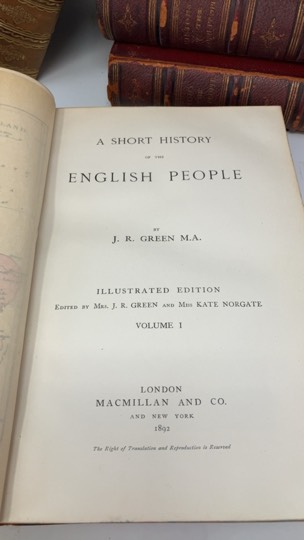 A SHORT HISTORY
OF THE
ENGLISH PEOPLE
BY
J. R. GREEN M.A.
ILLUSTRATED EDITION
EDITED BY MRS. J. R. GREEN AND MISS KATE NORGATE
VOLUME I
LONDON
MACMILLAN AND CO.
AND NEW YORK
1892
The Right of Translation and Reproduction is Reserved